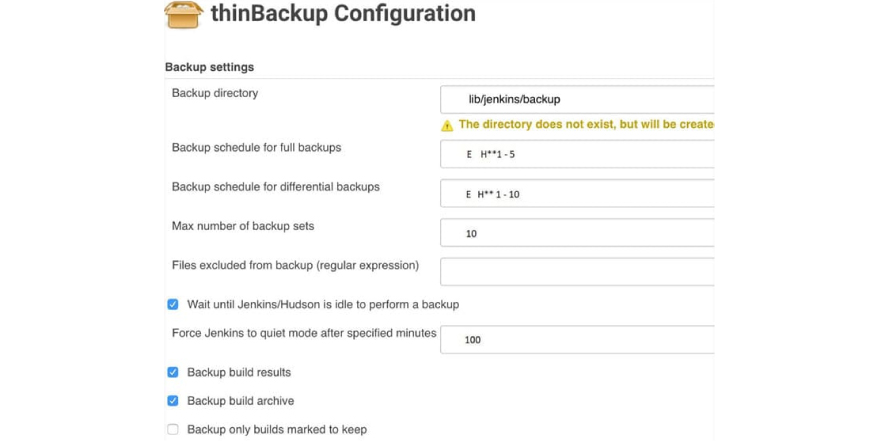 thinBackup Configuration
Backup settings
Backup directory
lib/jenkins/backup
The directory does not exist, but will be create
Backup schedule for full backups
E H**1-5
Backup schedule for differential backups
E H** 1-10
Max number of backup sets
10
Files excluded from backup (regular expression)
Wait until Jenkins/Hudson is idle to perform a backup
Force Jenkins to quiet mode after specified minutes
100
Backup build results
Backup build archive
Backup only builds marked to keep